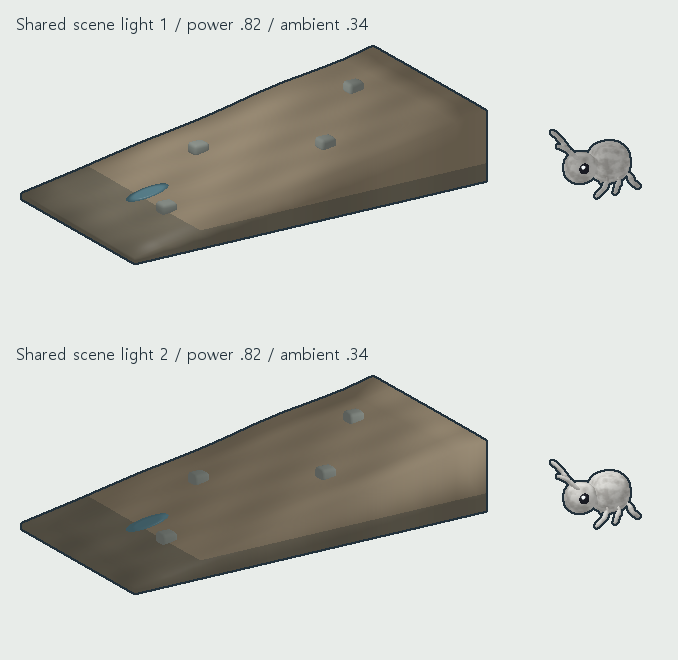 Shared scene light 1 / power .82 / ambient .34
Shared scene light 2 / power .82 / ambient .34